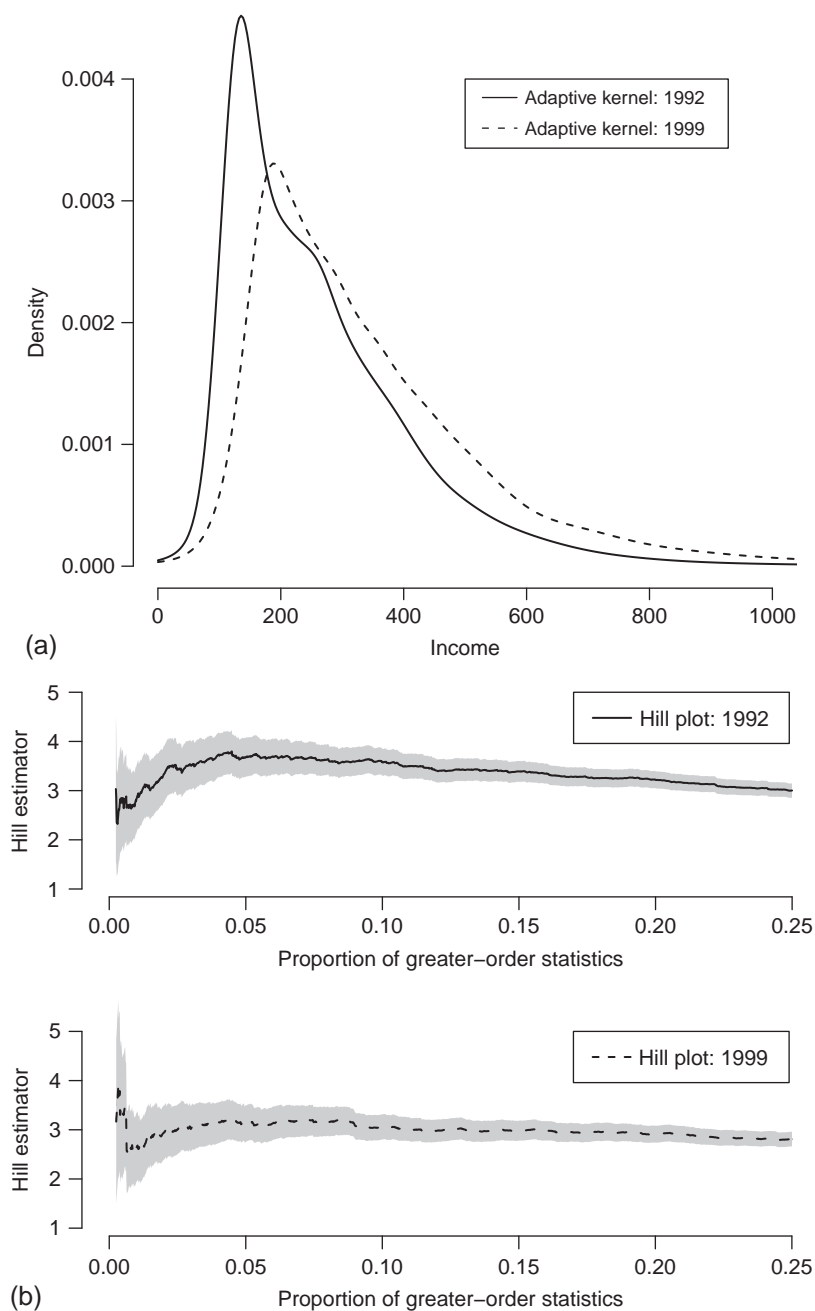 0.004
0.003
0.002
0.001
0.000
Density
Adaptive kernel: 1992
Adaptive kernel: 1999
0 200 400 600 800 1000
Income
(a)
5
4
3
2
1
Hill estimator
Hill plot: 1992
0.00 0.05 0.10 0.15 0.20 0.25
Proportion of greater–order statistics
5
4
3
2
1
Hill estimator
Hill plot: 1999
0.00 0.05 0.10 0.15 0.20 0.25
Proportion of greater–order statistics
(b)